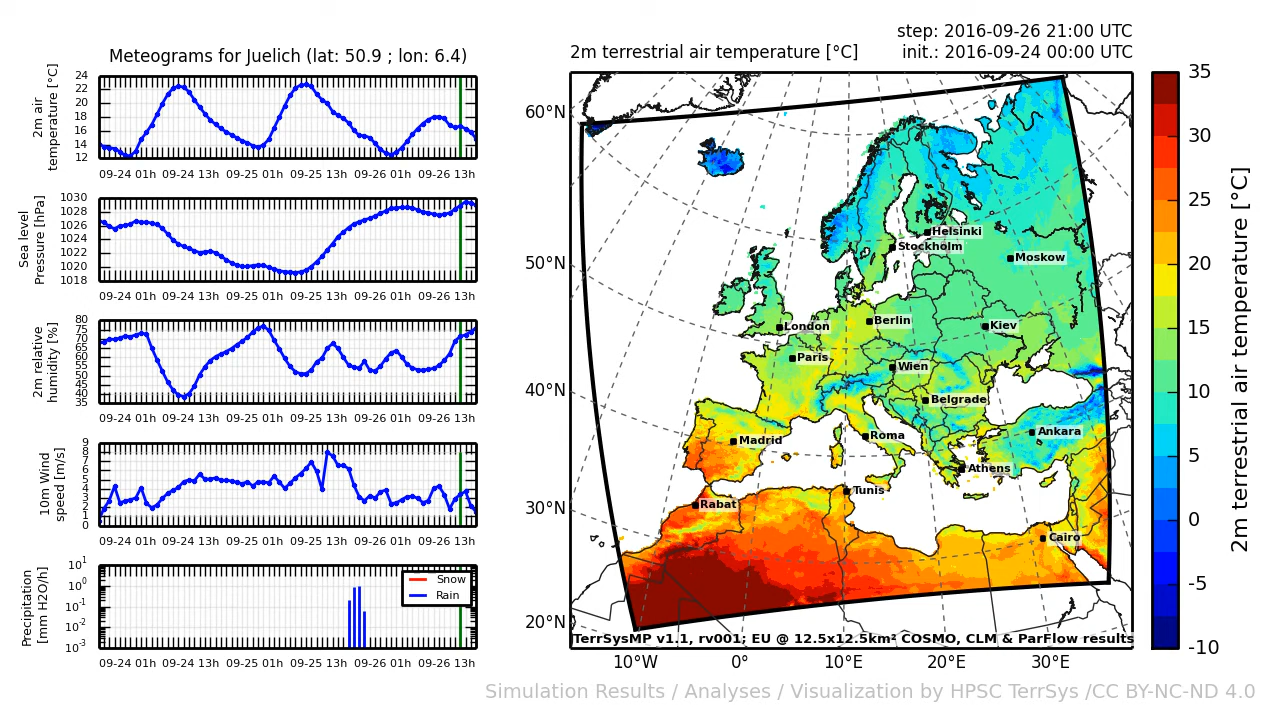 step: 2016-09-26 21:00 UTC
Meteograms for Juelich (lat: 50.9 ; lon: 6.4)
2m terrestrial air temperature [°C]
init.: 2016-09-24 00:00 UTC
2m air
temperature [°C]
24
22
20
18
16
14
12
09-24 01h 09-24 13h 09-25 01h 09-25 13h 09-26 01h 09-26 13h
Sea level
Pressure [hPa]
1030
1028
1026
1024
1022
1020
1018
09-24 01h 09-24 13h 09-25 01h 09-25 13h 09-26 01h 09-26 13h
2m relative
humidity [%]
80
75
70
65
60
55
50
45
40
35
09-24 01h 09-24 13h 09-25 01h 09-25 13h 09-26 01h 09-26 13h
10m Wind
speed [m/s]
9
8
7
6
5
4
3
2
1
0
09-24 01h 09-24 13h 09-25 01h 09-25 13h 09-26 01h 09-26 13h
Precipitation
[mm H2O/h]
10¹
10⁰
10⁻¹
10⁻²
10⁻³
Snow
Rain
09-24 01h 09-24 13h 09-25 01h 09-25 13h 09-26 01h 09-26 13h
60°N
50°N
40°N
30°N
20°N
Helsinki
Stockholm
Moskow
London
Berlin
Kiev
Paris
Wien
Belgrade
Madrid
Roma
Ankara
Athens
Tunis
Rabat
Cairo
TerrSysMP v1.1, rv001; EU @ 12.5x12.5km² COSMO, CLM & ParFlow results
10°W 0° 10°E 20°E 30°E
35
30
25
20
15
10
5
0
-5
-10
2m terrestrial air temperature [°C]
Simulation Results / Analyses / Visualization by HPSC TerrSys /CC BY-NC-ND 4.0